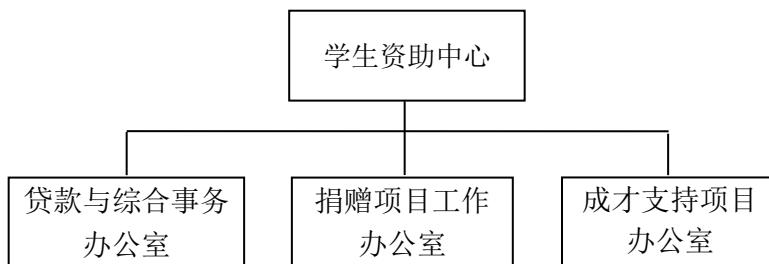 学生资助中心
贷款与综合事务
办公室
捐赠项目工作
办公室
成才支持项目
办公室